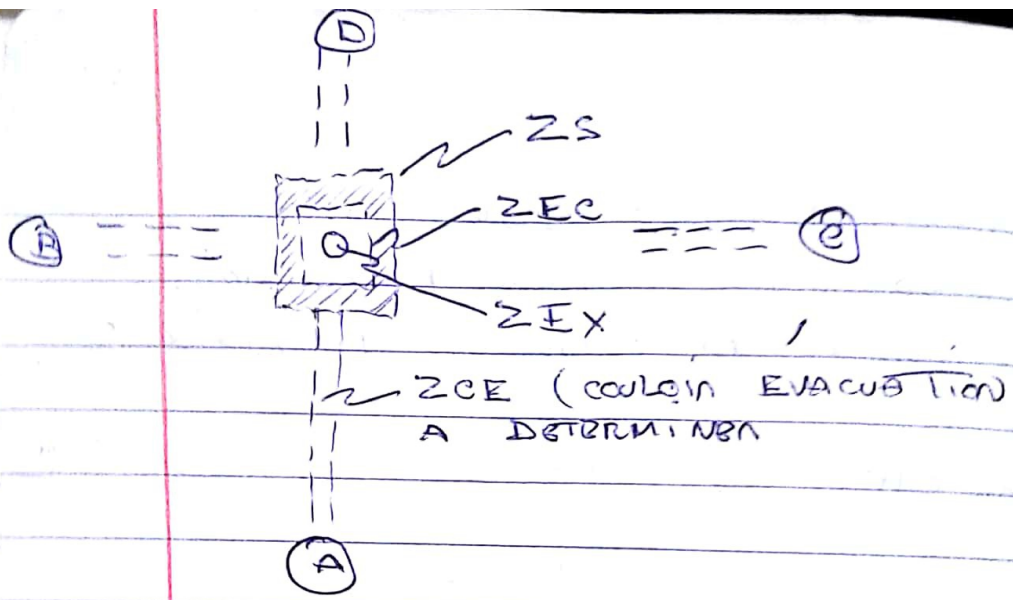 D
ZS
ZEC
B
C
ZEX
ZCE (COULOIR EVACUATION
A DETERMINER
A